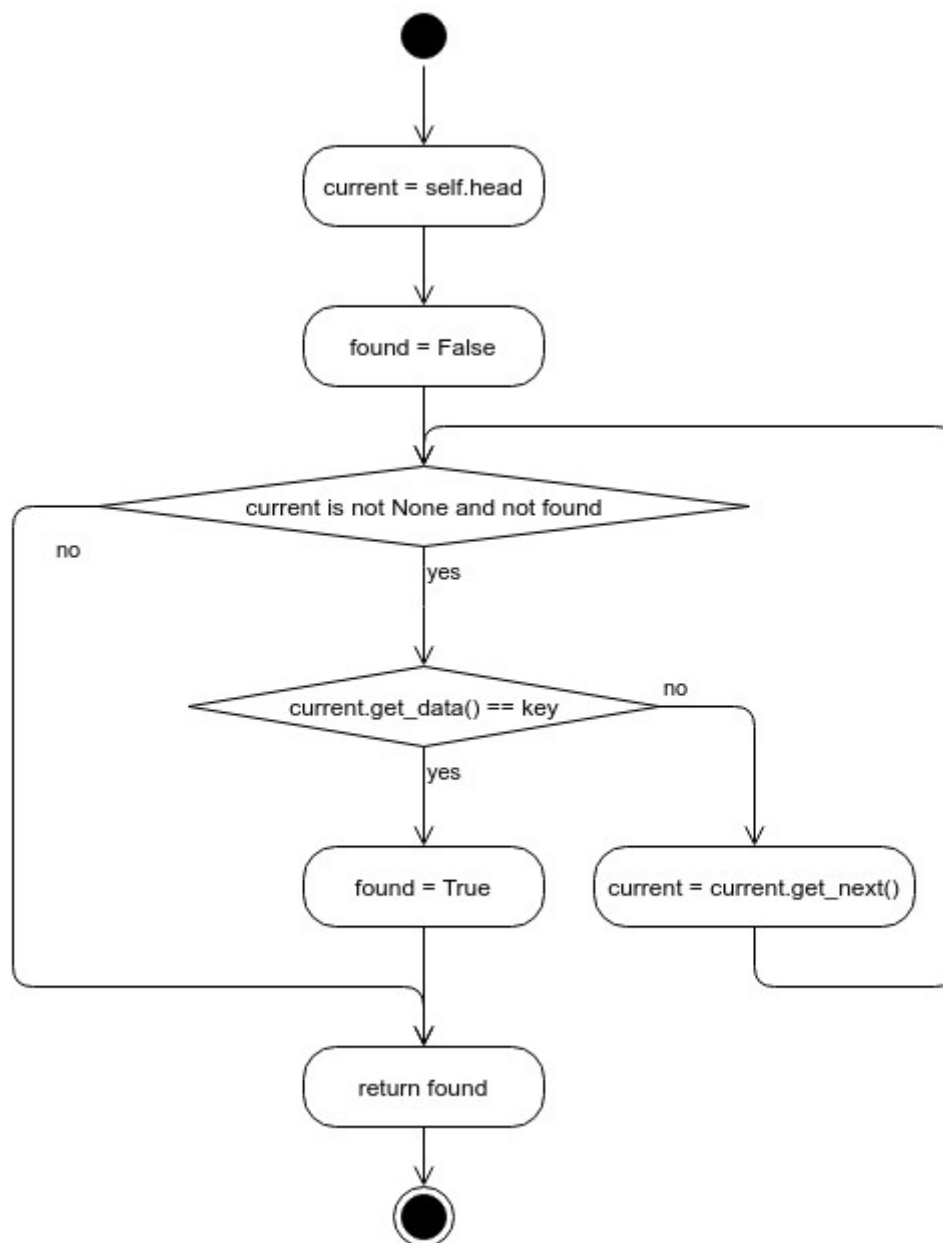 current = self.head
found = False
current is not None and not found
no
yes
current.get_data() == key
no
yes
found = True
current = current.get_next()
return found